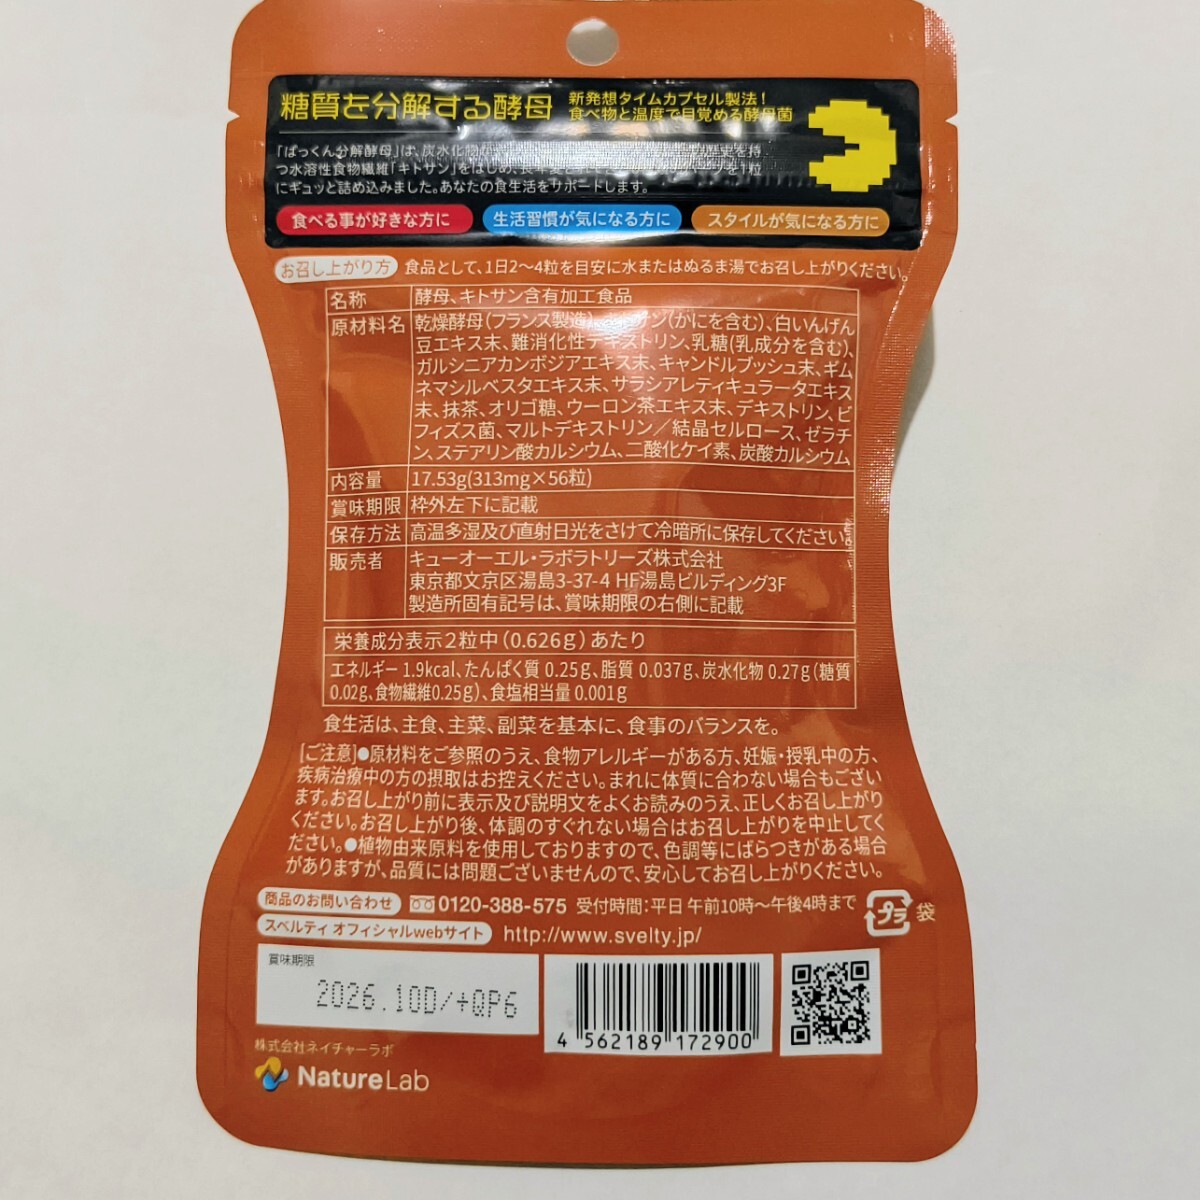 糖質を分解する酵母
新発想タイムカプセル製法!
食べ物と温度で目覚める酵母菌
「ぱっくん分解酵母」は、炭水化物が
歴史を持
つ水溶性食物繊維「キトサン」をはじめ、
を1粒
にギュッと詰め込みました。あなたの食生活をサポートします。
食べる事が好きな方に
生活習慣が気になる方に
スタイルが気になる方に
お召し上がり方 食品として、1日2〜4粒を目安に水またはぬるま湯でお召し上がりください。
名称 酵母、キトサン含有加工食品
原材料名 乾燥酵母(フランス製造)、キトサン(かにを含む)、白いんげん
豆エキス末、難消化性デキストリン、乳糖(乳成分を含む)、
ガルシニアカンボジアエキス末、キャンドルブッシュ末、ギム
ネマシルベスタエキス末、サラシアレティキュラータエキス
末、抹茶、オリゴ糖、ウーロン茶エキス末、デキストリン、ビ
フィズス菌、マルトデキストリン/結晶セルロース、ゼラチ
ン、ステアリン酸カルシウム、二酸化ケイ素、炭酸カルシウム
内容量 17.53g(313mg×56粒)
賞味期限 枠外左下に記載
保存方法 高温多湿及び直射日光をさけて冷暗所に保存してください。
販売者 キューオーエル・ラボラトリーズ株式会社
東京都文京区湯島3-37-4 HF湯島ビルディング3F
製造所固有記号は、賞味期限の右側に記載
栄養成分表示2粒中(0.626g)あたり
エネルギー 1.9kcal、たんぱく質 0.25g、脂質 0.037g、炭水化物 0.27g(糖質
0.02g、食物繊維0.25g)、食塩相当量 0.001g
食生活は、主食、主菜、副菜を基本に、食事のバランスを。
[ご注意]●原材料をご参照のうえ、食物アレルギーがある方、妊娠・授乳中の方、
疾病治療中の方の摂取はお控えください。まれに体質に合わない場合もござい
ます。お召し上がり前に表示及び説明文をよくお読みのうえ、正しくお召し上がり
ください。お召し上がり後、体調のすぐれない場合はお召し上がりを中止してく
ださい。●植物由来原料を使用しておりますので、色調等にばらつきがある場合
がありますが、品質には問題ございませんので、安心してお召し上がりください。
商品のお問い合わせ 0120-388-575 受付時間:平日 午前10時〜午後4時まで
スベルティ オフィシャルwebサイト http://www.svelty.jp/
プラ 袋
賞味期限
2026.10D/+QP6
4 562189 172900
株式会社ネイチャーラボ
NatureLab